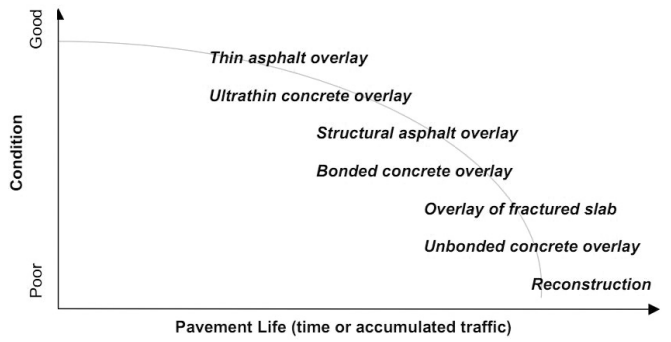 Good
Thin asphalt overlay
Ultrathin concrete overlay
Structural asphalt overlay
Condition
Bonded concrete overlay
Overlay of fractured slab
Unbonded concrete overlay
Poor
Reconstruction
Pavement Life (time or accumulated traffic)